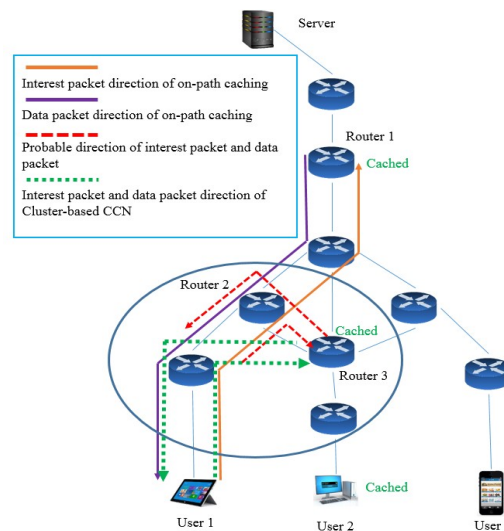 Server
Interest packet direction of on-path caching
Data packet direction of on-path caching
Probable direction of interest packet and data
packet
Interest packet and data packet direction of
Cluster-based CCN
Router 1
Cached
Router 2
Cached
Router 3
Cached
User 1
User 2
User